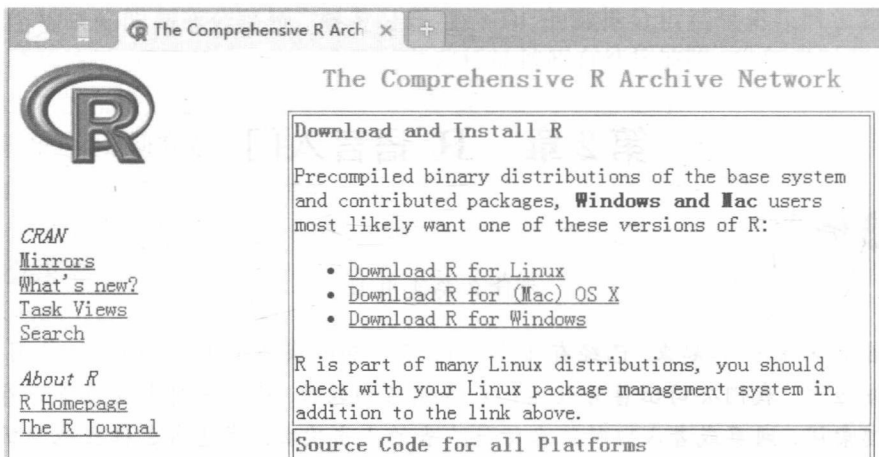 The Comprehensive R Arch
The Comprehensive R Archive Network
R
CRAN
Mirrors
What's new?
Task Views
Search
About R
R Homepage
The R Journal
Download and Install R
Precompiled binary distributions of the base system
and contributed packages, Windows and Mac users
most likely want one of these versions of R:
• Download R for Linux
• Download R for (Mac) OS X
• Download R for Windows
R is part of many Linux distributions, you should
check with your Linux package management system in
addition to the link above.
Source Code for all Platforms